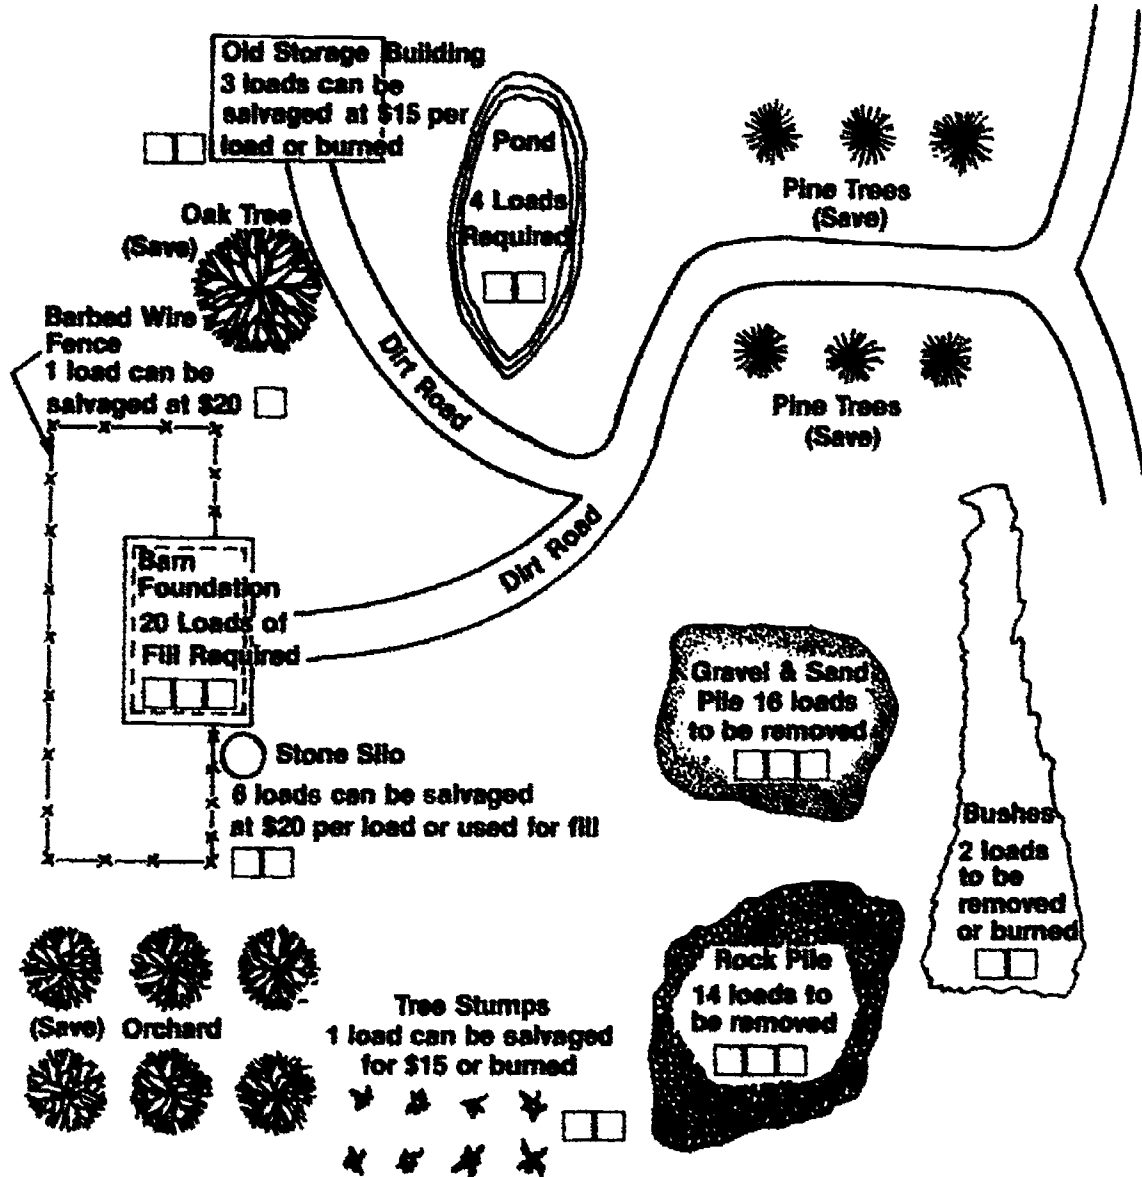 Old Storage Building
3 loads can be
salvaged at $15 per
load or burned
Pond
4 Loads
Required
Pine Trees
(Save)
Oak Tree
(Save)
Barbed Wire
Fence
1 load can be
salvaged at $20
Dirt Road
Pine Trees
(Save)
Dirt Road
Barn
Foundation
20 Loads of
Fill Required
Gravel & Sand
Pile 16 loads
to be removed
Stone Silo
6 loads can be salvaged
at $20 per load or used for fill
Bushes
2 loads
to be
removed
or burned
Rock Pile
14 loads to
be removed
(Save) Orchard
Tree Stumps
1 load can be salvaged
for $15 or burned